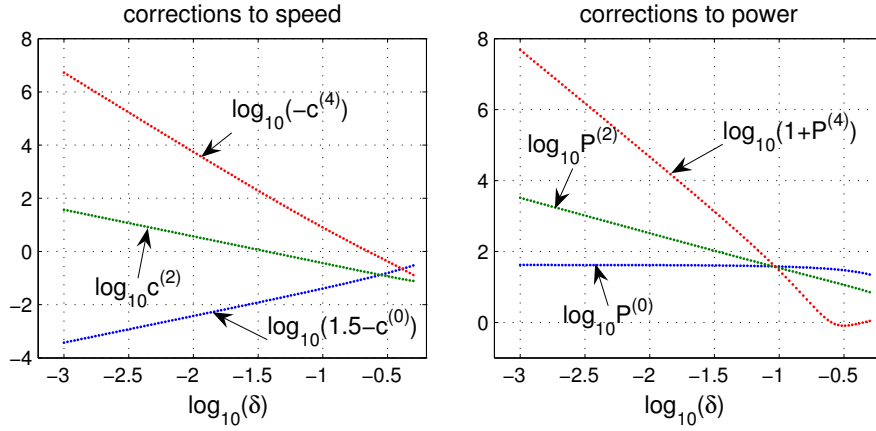 corrections to speed
8
6
4
2
0
−2
−4
−3
−2.5
−2
−1.5
−1
−0.5
log₁₀(δ)
log₁₀(−c⁽⁴⁾)
log₁₀c⁽²⁾
log₁₀(1.5−c⁽⁰⁾)
corrections to power
8
6
4
2
0
−3
−2.5
−2
−1.5
−1
−0.5
log₁₀(δ)
log₁₀P⁽²⁾
log₁₀(1+P⁽⁴⁾)
log₁₀P⁽⁰⁾